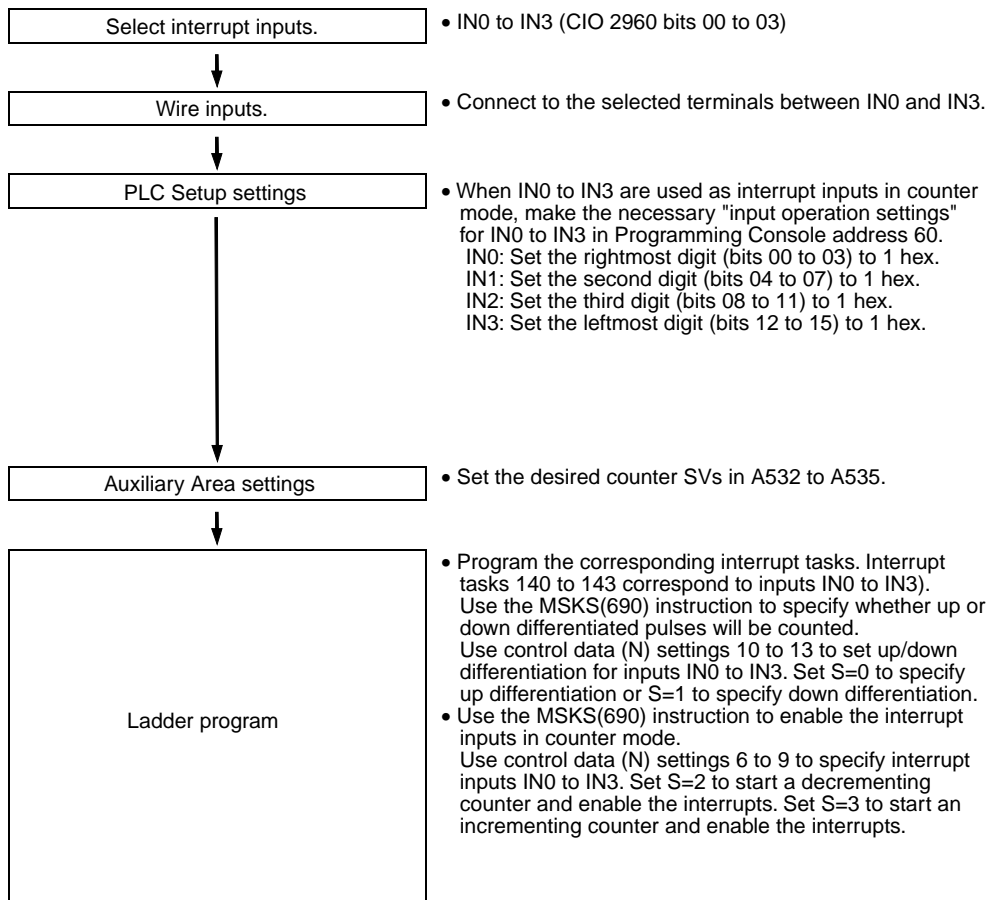 Select interrupt inputs.
• IN0 to IN3 (CIO 2960 bits 00 to 03)
Wire inputs.
• Connect to the selected terminals between IN0 and IN3.
PLC Setup settings
• When IN0 to IN3 are used as interrupt inputs in counter
mode, make the necessary "input operation settings"
for IN0 to IN3 in Programming Console address 60.
IN0: Set the rightmost digit (bits 00 to 03) to 1 hex.
IN1: Set the second digit (bits 04 to 07) to 1 hex.
IN2: Set the third digit (bits 08 to 11) to 1 hex.
IN3: Set the leftmost digit (bits 12 to 15) to 1 hex.
Auxiliary Area settings
• Set the desired counter SVs in A532 to A535.
Ladder program
• Program the corresponding interrupt tasks. Interrupt
tasks 140 to 143 correspond to inputs IN0 to IN3).
Use the MSKS(690) instruction to specify whether up or
down differentiated pulses will be counted.
Use control data (N) settings 10 to 13 to set up/down
differentiation for inputs IN0 to IN3. Set S=0 to specify
up differentiation or S=1 to specify down differentiation.
• Use the MSKS(690) instruction to enable the interrupt
inputs in counter mode.
Use control data (N) settings 6 to 9 to specify interrupt
inputs IN0 to IN3. Set S=2 to start a decrementing
counter and enable the interrupts. Set S=3 to start an
incrementing counter and enable the interrupts.